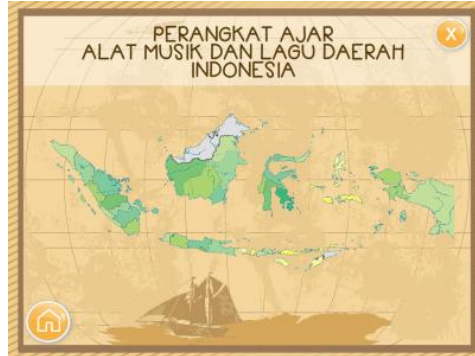 PERANGKAT AJAR
ALAT MUSIK DAN LAGU DAERAH
INDONESIA
X